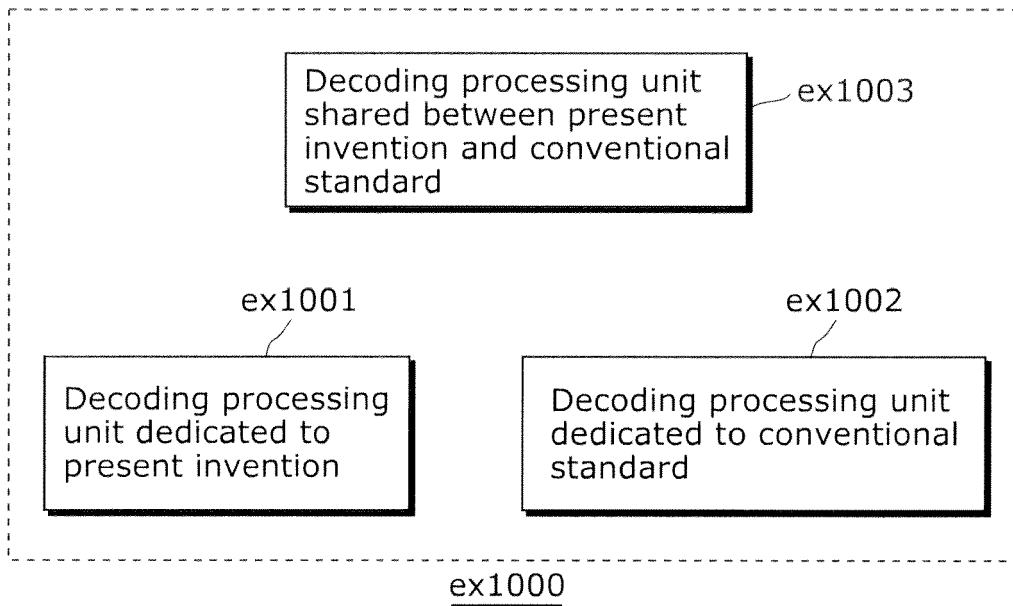 Decoding processing unit
shared between present
invention and conventional
standard
ex1003
ex1001
Decoding processing
unit dedicated to
present invention
ex1002
Decoding processing unit
dedicated to conventional
standard
ex1000